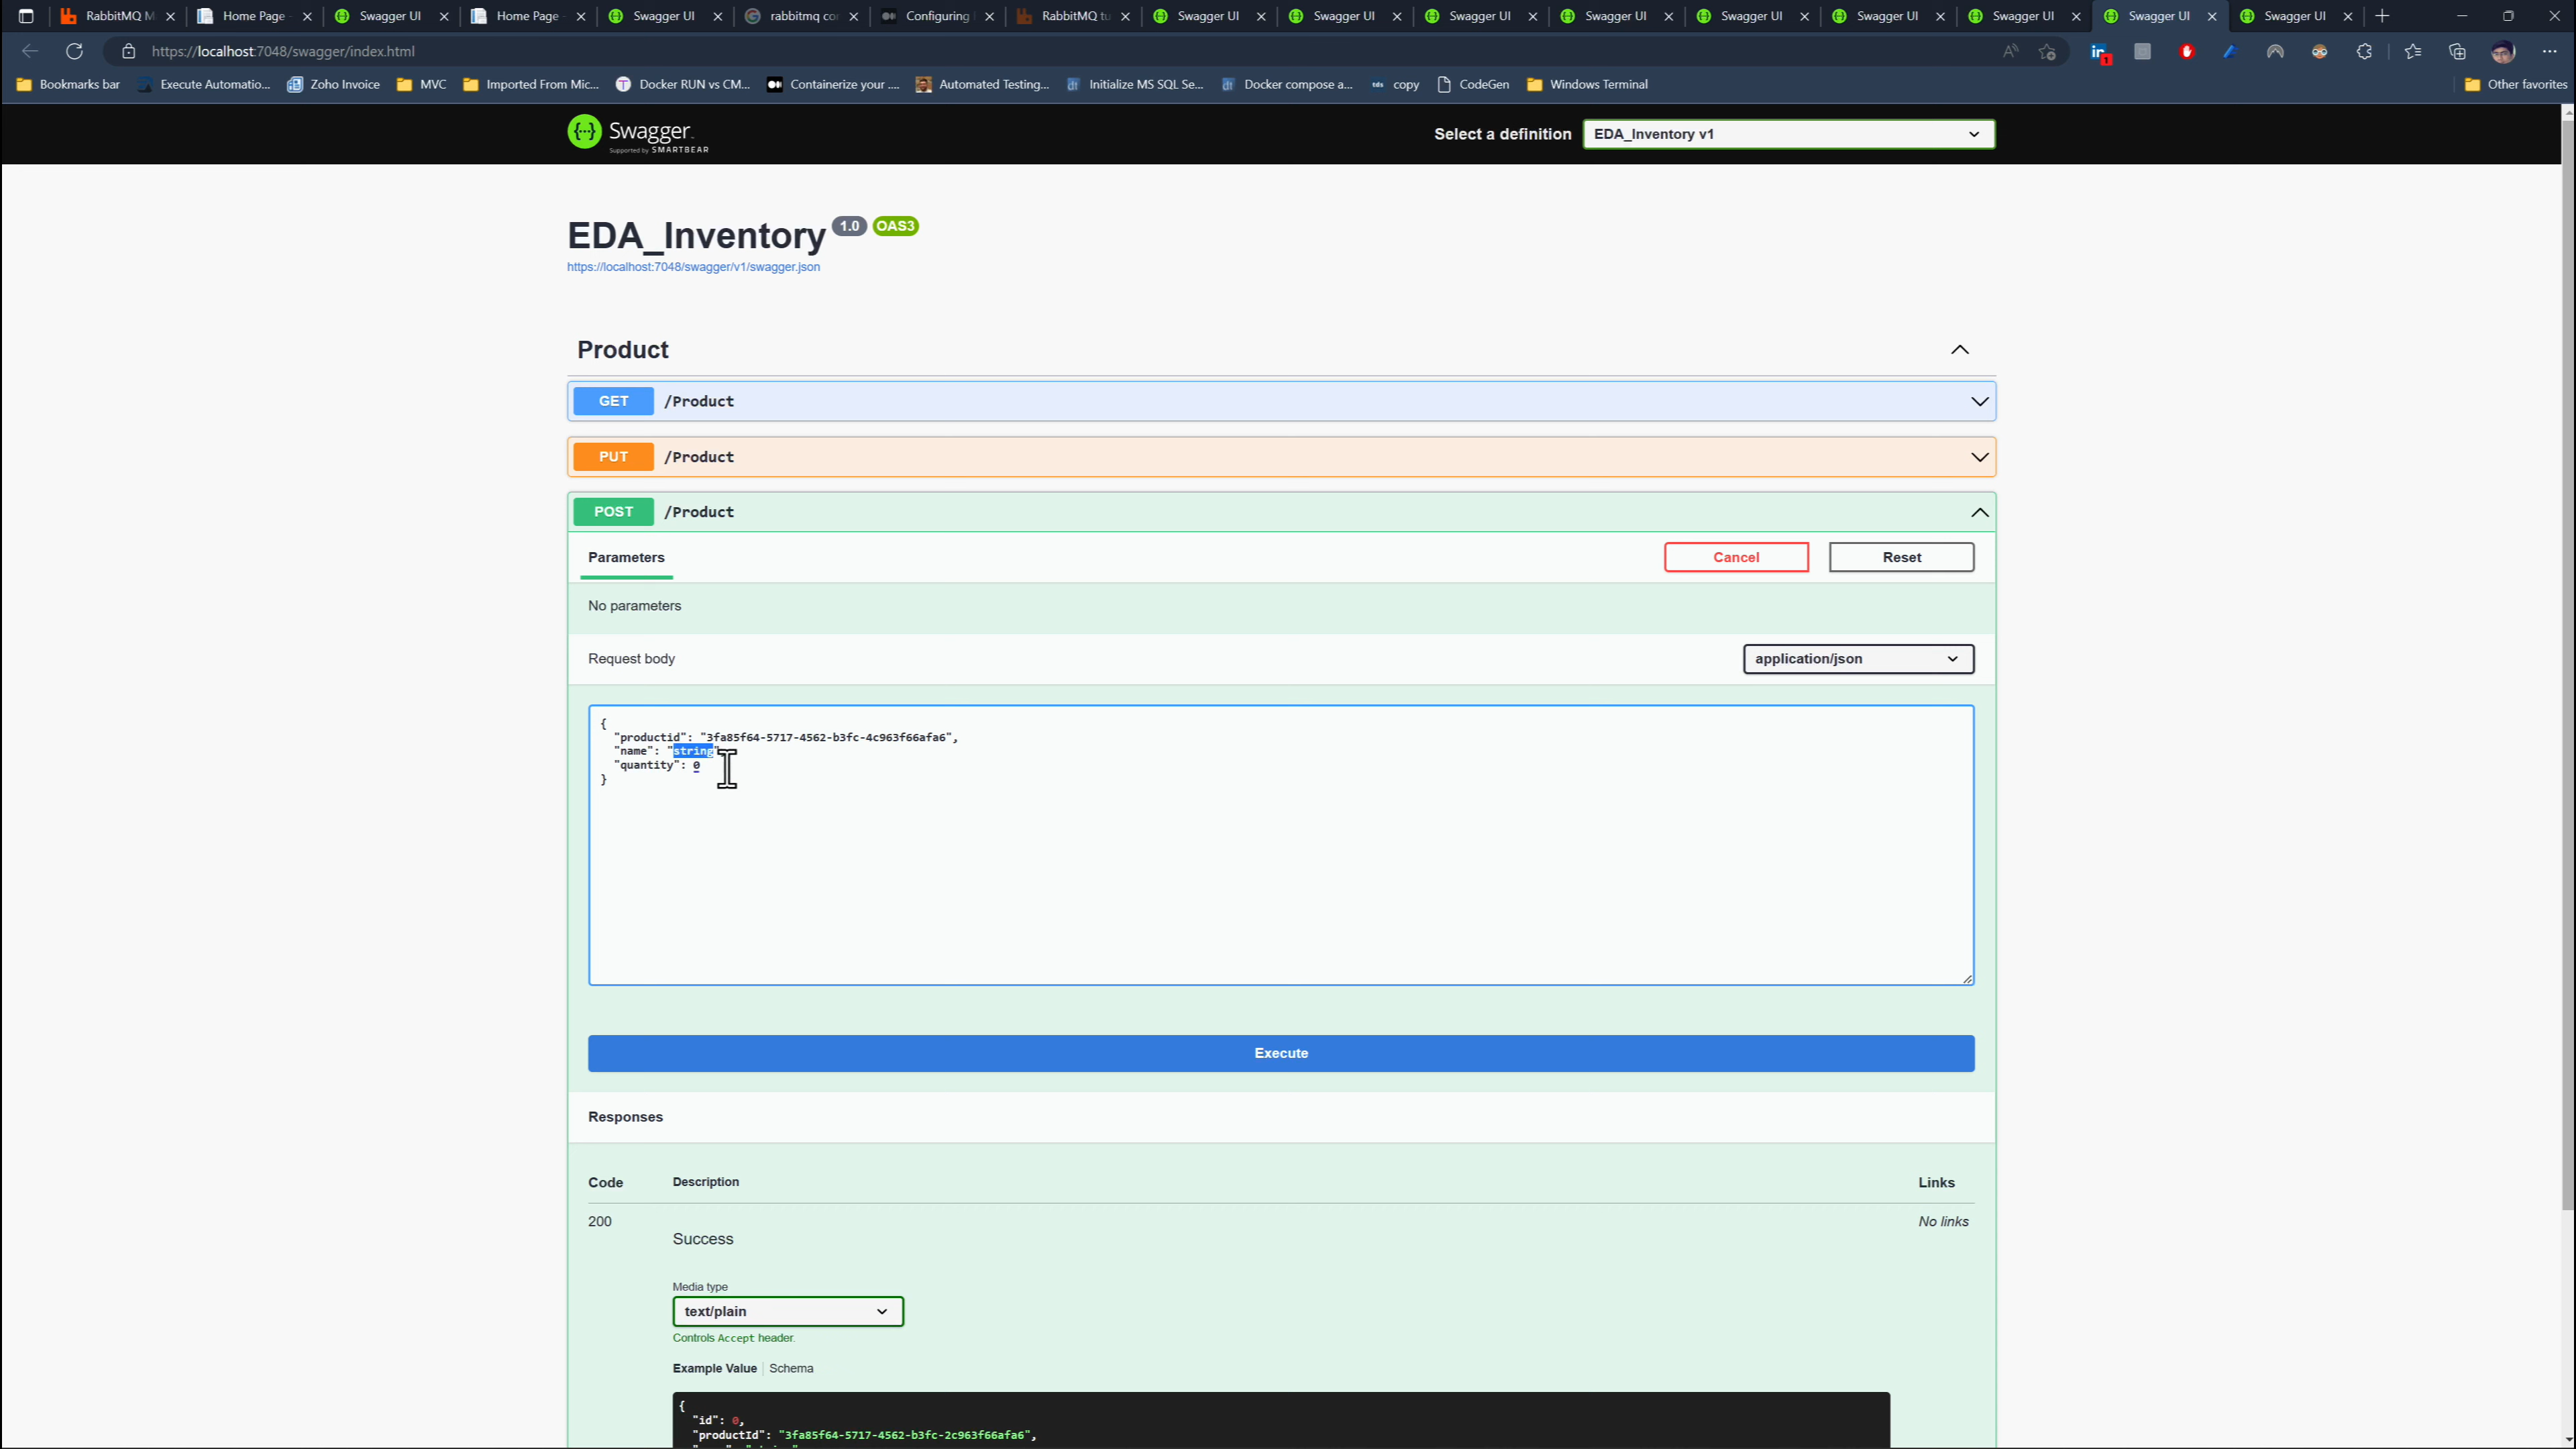 RabbitMQ M
Home Page
Swagger UI
Home Page
Swagger UI
rabbitmq co
Configuring
RabbitMQ tu
Swagger UI
Swagger UI
Swagger UI
Swagger UI
Swagger UI
Swagger UI
Swagger UI
Swagger UI
Swagger UI
https://localhost:7048/swagger/index.html
Bookmarks bar
Execute Automatio...
Zoho Invoice
MVC
Imported From Mic...
Docker RUN vs CM...
Containerize your ....
Automated Testing...
Initialize MS SQL Se...
Docker compose a...
copy
CodeGen
Windows Terminal
Other favorites
Swagger
Supported by SMARTBEAR
Select a definition
EDA_Inventory v1
EDA_Inventory 1.0 OAS3
https://localhost:7048/swagger/v1/swagger.json
Product
GET /Product
PUT /Product
POST /Product
Parameters
Cancel
Reset
No parameters
Request body
application/json
{
"productid": "3fa85f64-5717-4562-b3fc-4c963f66afa6",
"name": "string"
"quantity": 0
}
Execute
Responses
Code Description Links
200 Success No links
Media type
text/plain
Controls Accept header.
Example Value Schema
{
"id": 0,
"productId": "3fa85f64-5717-4562-b3fc-2c963f66afa6",